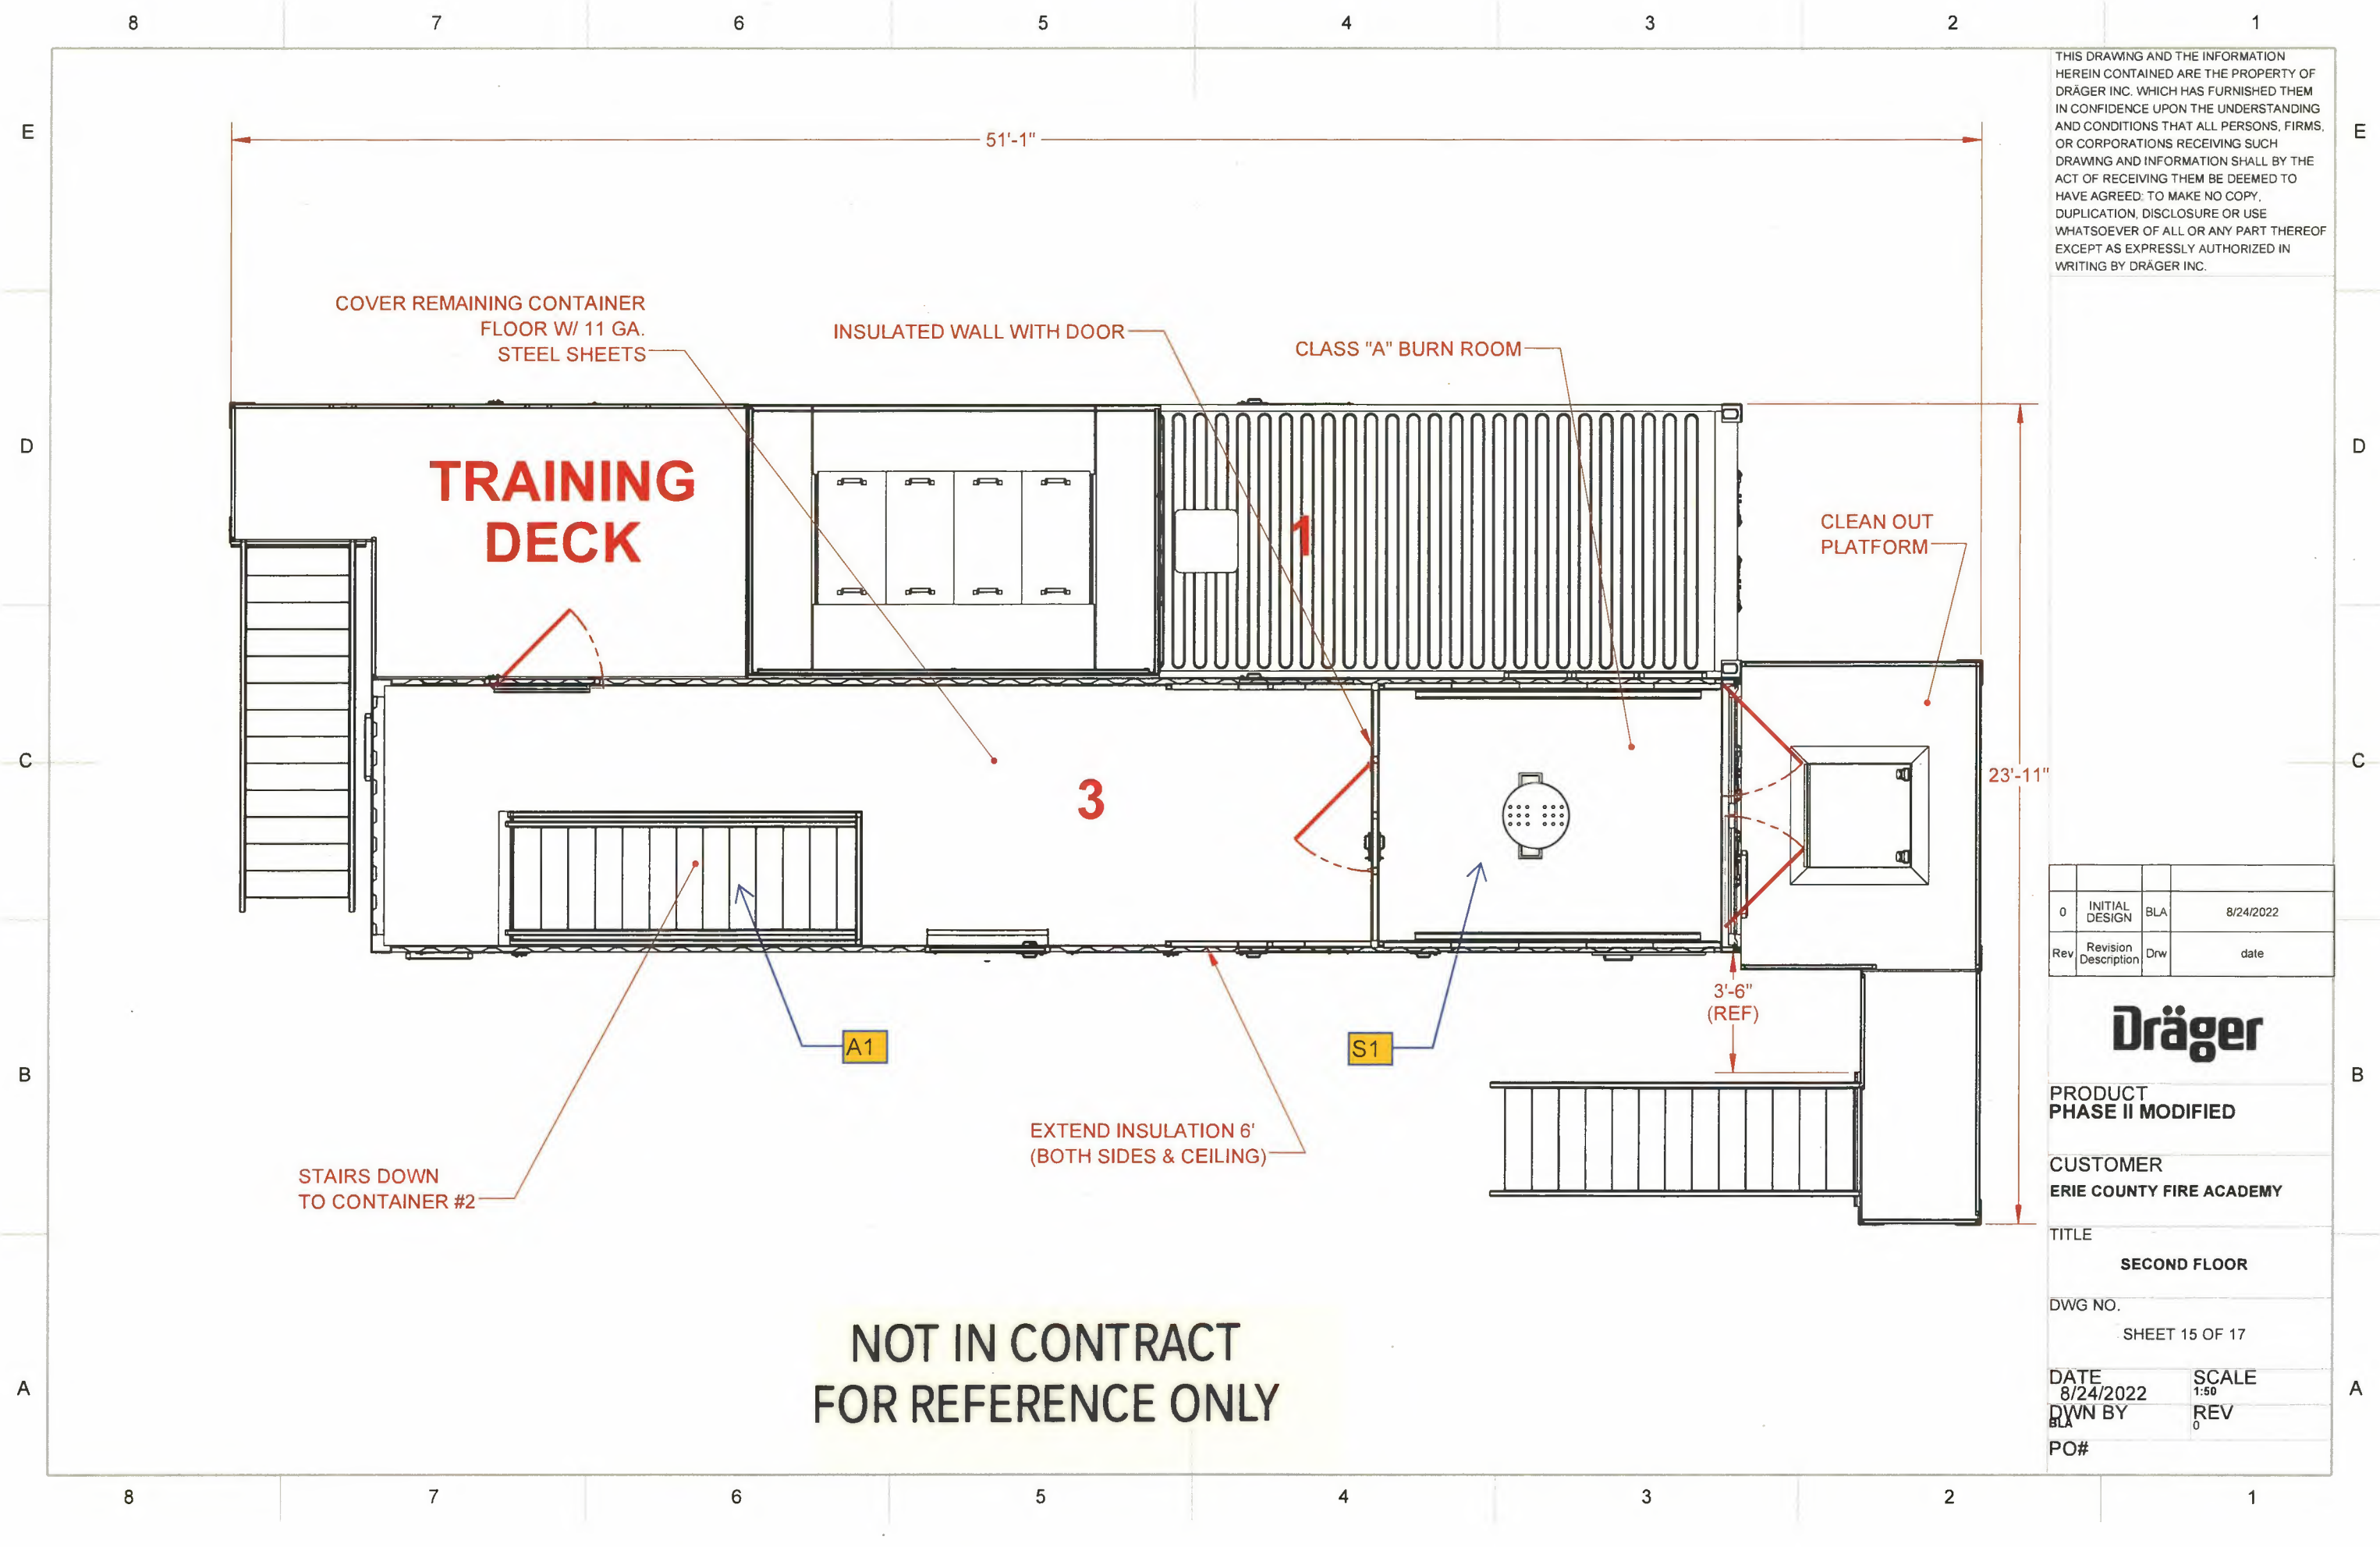 8 7 6 5 4 3 2 1
THIS DRAWING AND THE INFORMATION
HEREIN CONTAINED ARE THE PROPERTY OF
DRÄGER INC. WHICH HAS FURNISHED THEM
IN CONFIDENCE UPON THE UNDERSTANDING
AND CONDITIONS THAT ALL PERSONS, FIRMS,
OR CORPORATIONS RECEIVING SUCH
DRAWING AND INFORMATION SHALL BY THE
ACT OF RECEIVING THEM BE DEEMED TO
HAVE AGREED: TO MAKE NO COPY,
DUPLICATION, DISCLOSURE OR USE
WHATSOEVER OF ALL OR ANY PART THEREOF
EXCEPT AS EXPRESSLY AUTHORIZED IN
WRITING BY DRÄGER INC.
E E
51'-1"
COVER REMAINING CONTAINER
FLOOR W/ 11 GA.
STEEL SHEETS
INSULATED WALL WITH DOOR
CLASS "A" BURN ROOM
D D
TRAINING
DECK
1
CLEAN OUT
PLATFORM
C C
23'-11"
3
0 INITIAL DESIGN BLA 8/24/2022
Rev Revision Description Drw date
3'-6"
(REF)
A1
S1
Dräger
B B
PRODUCT
PHASE II MODIFIED
EXTEND INSULATION 6'
(BOTH SIDES & CEILING)
STAIRS DOWN
TO CONTAINER #2
CUSTOMER
ERIE COUNTY FIRE ACADEMY
TITLE
SECOND FLOOR
DWG NO.
SHEET 15 OF 17
NOT IN CONTRACT
FOR REFERENCE ONLY
A A
DATE SCALE
8/24/2022 1:50
DWN BY REV
BLA 0
PO#
8 7 6 5 4 3 2 1